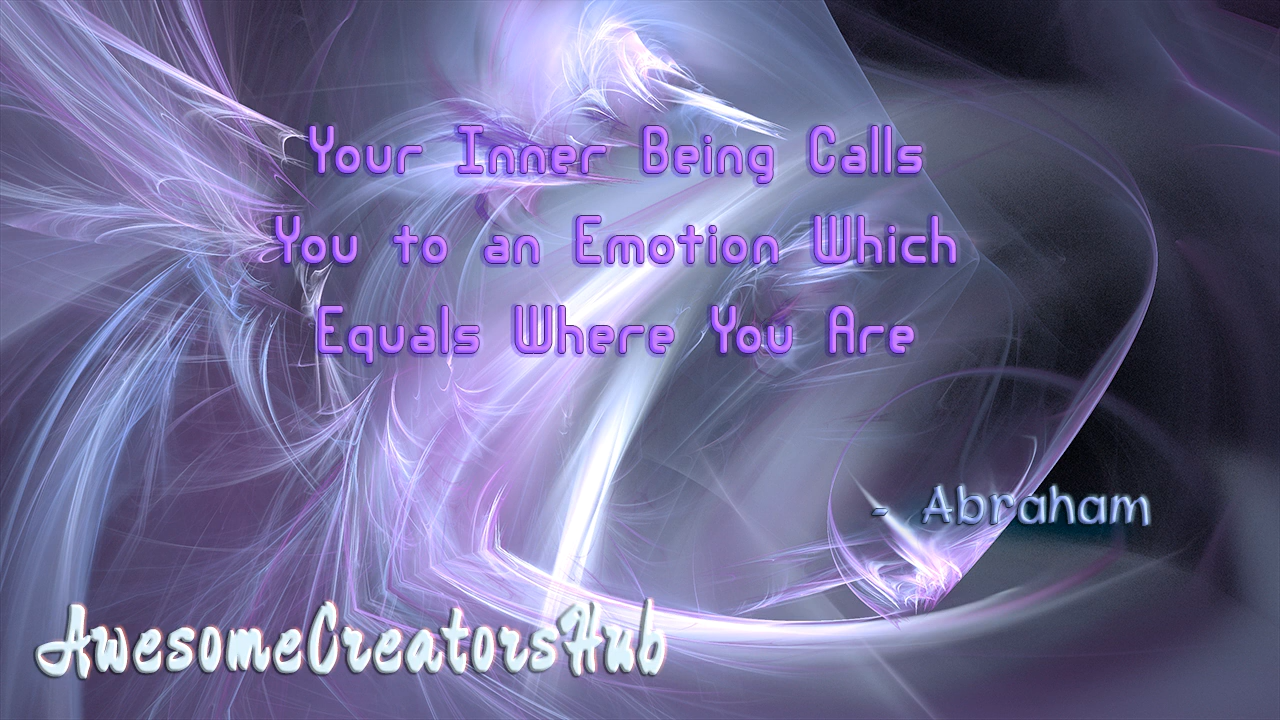 Your Inner Being Calls
You to an Emotion Which
Equals Where You Are
- Abraham
AwesomeCreatorsHub